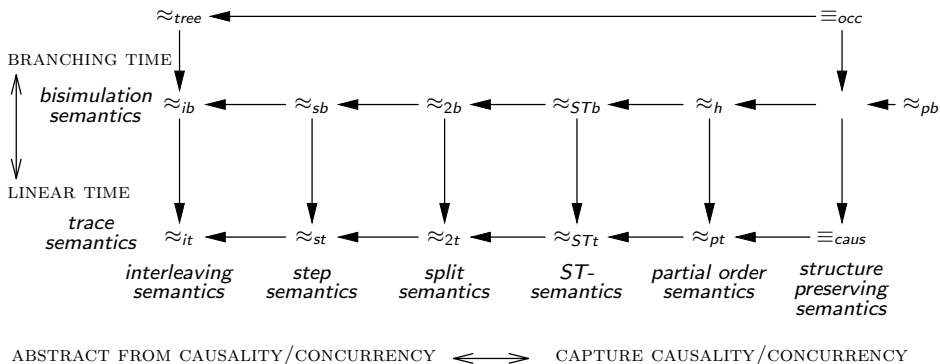 ≈tree ≡occ
BRANCHING TIME
bisimulation
semantics
≈ib ≈sb ≈2b ≈STb ≈h ≈pb
LINEAR TIME
trace
semantics
≈it ≈st ≈2t ≈STt ≈pt ≡caus
interleaving
semantics
step
semantics
split
semantics
ST-
semantics
partial order
semantics
structure
preserving
semantics
ABSTRACT FROM CAUSALITY/CONCURRENCY CAPTURE CAUSALITY/CONCURRENCY